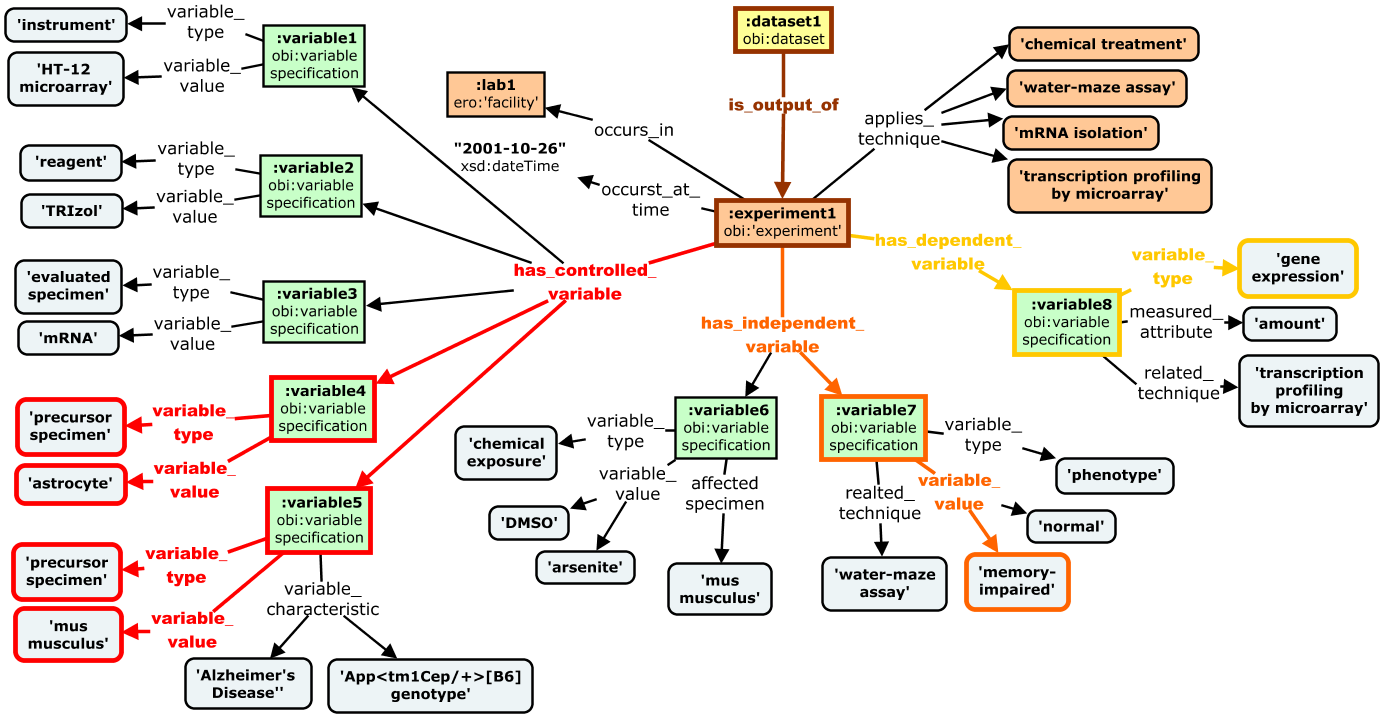 :dataset1
obi:dataset
is_output_of
:experiment1
obi:'experiment'
occurs_in
:lab1
ero:'facility'
occurst_at_
time
"2001-10-26"
xsd:dateTime
applies_
technique
'chemical treatment'
'water-maze assay'
'mRNA isolation'
'transcription profiling
by microarray'
has_controlled_
variable
:variable1
obi:variable
specification
variable_
type
'instrument'
variable_
value
'HT-12
microarray'
:variable2
obi:variable
specification
variable_
type
'reagent'
variable_
value
'TRIzol'
:variable3
obi:variable
specification
variable_
type
'evaluated
specimen'
variable_
value
'mRNA'
:variable4
obi:variable
specification
variable_
type
'precursor
specimen'
variable_
value
'astrocyte'
:variable5
obi:variable
specification
variable_
type
'precursor
specimen'
variable_
value
'mus
musculus'
variable_
characteristic
'Alzheimer's
Disease''
'App<tm1Cep/+>[B6]
genotype'
has_independent_
variable
:variable6
obi:variable
specification
variable_
type
'chemical
exposure'
variable_
value
'DMSO'
'arsenite'
affected_
specimen
'mus
musculus'
:variable7
obi:variable
specification
variable_
type
'phenotype'
variable_
value
'normal'
'memory-
impaired'
realted_
technique
'water-maze
assay'
has_dependent_
variable
:variable8
obi:variable
specification
variable_
type
'gene
expression'
measured_
attribute
'amount'
related_
technique
'transcription
profiling
by microarray'